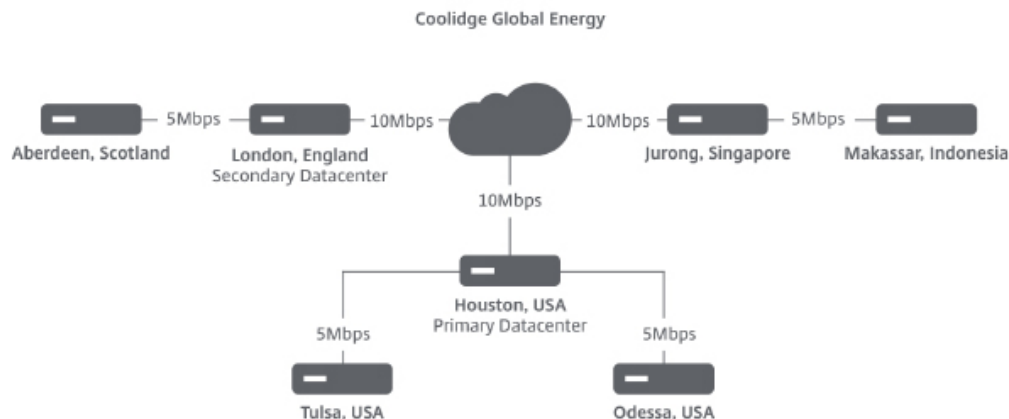 Coolidge Global Energy
5Mbps
10Mbps
10Mbps
5Mbps
Aberdeen, Scotland
London, England
Secondary Datacenter
Jurong, Singapore
Makassar, Indonesia
10Mbps
Houston, USA
Primary Datacenter
5Mbps
5Mbps
Tulsa, USA
Odessa, USA